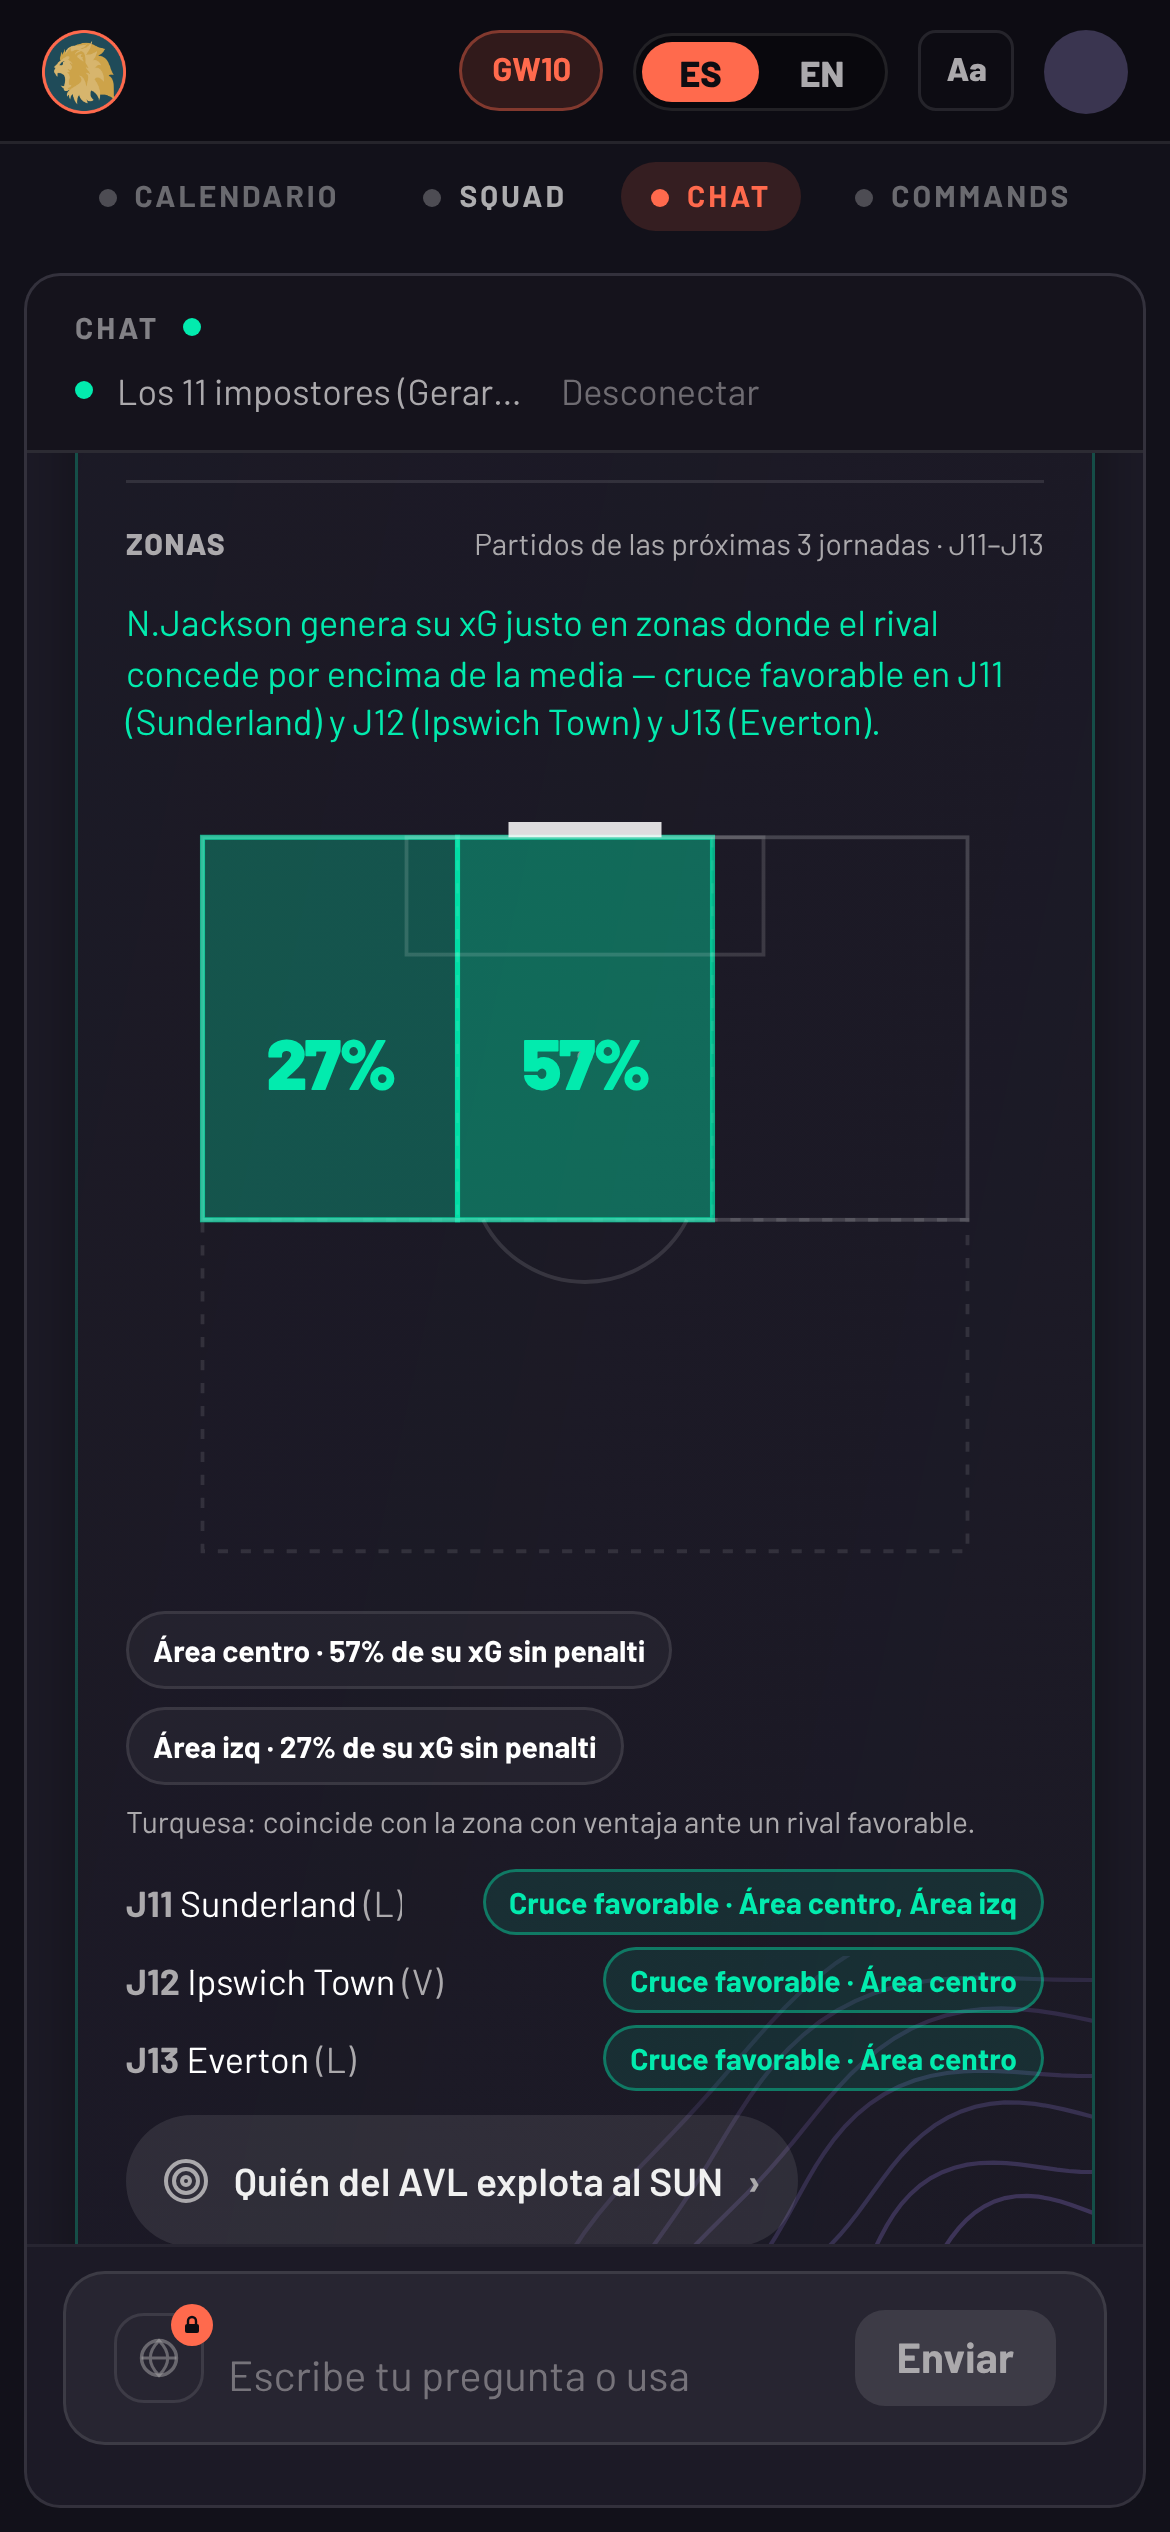 GW10
ES
EN
Aa
CALENDARIO
SQUAD
CHAT
COMMANDS
CHAT
Los 11 impostores (Gerar...
Desconectar
ZONAS
Partidos de las próximas 3 jornadas · J11–J13
N.Jackson genera su xG justo en zonas donde el rival
concede por encima de la media — cruce favorable en J11
(Sunderland) y J12 (Ipswich Town) y J13 (Everton).
27%
57%
Área centro · 57% de su xG sin penalti
Área izq · 27% de su xG sin penalti
Turquesa: coincide con la zona con ventaja ante un rival favorable.
J11 Sunderland (L)
Cruce favorable · Área centro, Área izq
J12 Ipswich Town (V)
Cruce favorable · Área centro
J13 Everton (L)
Cruce favorable · Área centro
Quién del AVL explota al SUN ›
Escribe tu pregunta o usa
Enviar